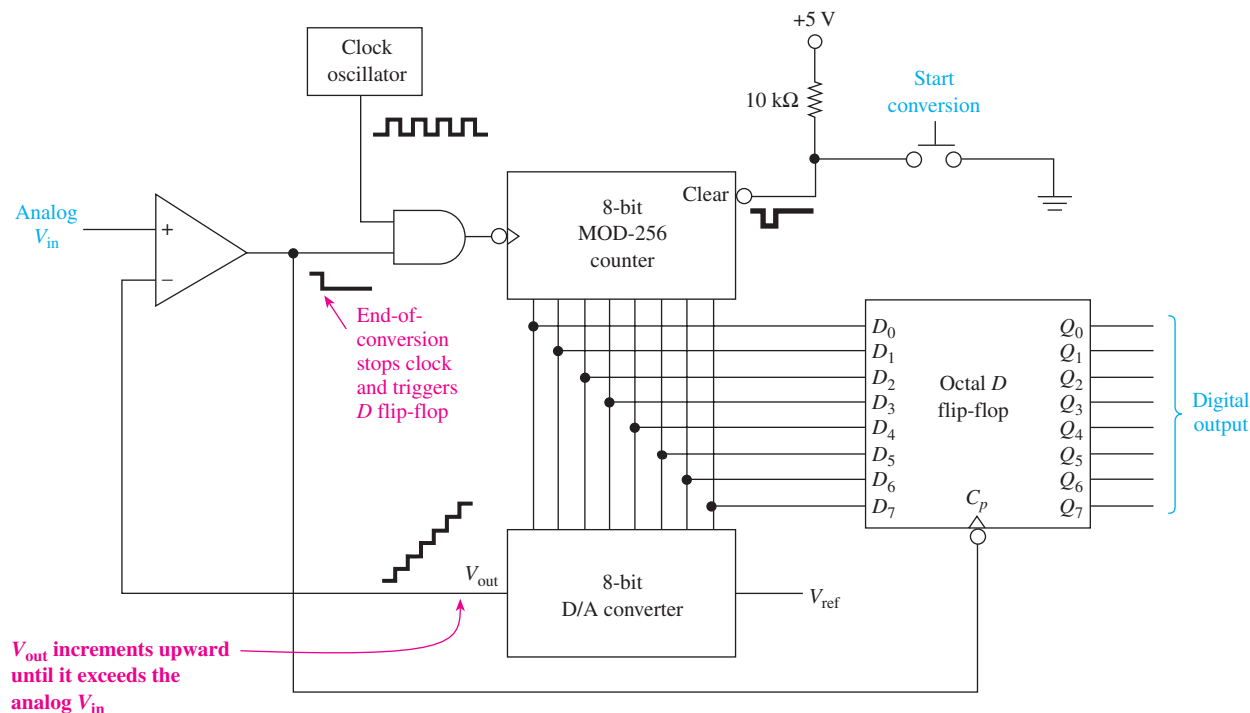 +5 V
Clock
oscillator
10 kΩ
Start
conversion
Clear
8-bit
MOD-256
counter
Analog
V_in
+
−
End-of-
conversion
stops clock
and triggers
D flip-flop
D_0
D_1
D_2
D_3
D_4
D_5
D_6
D_7
Octal D
flip-flop
C_p
Q_0
Q_1
Q_2
Q_3
Q_4
Q_5
Q_6
Q_7
Digital
output
V_out
8-bit
D/A converter
V_ref
V_out increments upward
until it exceeds the
analog V_in